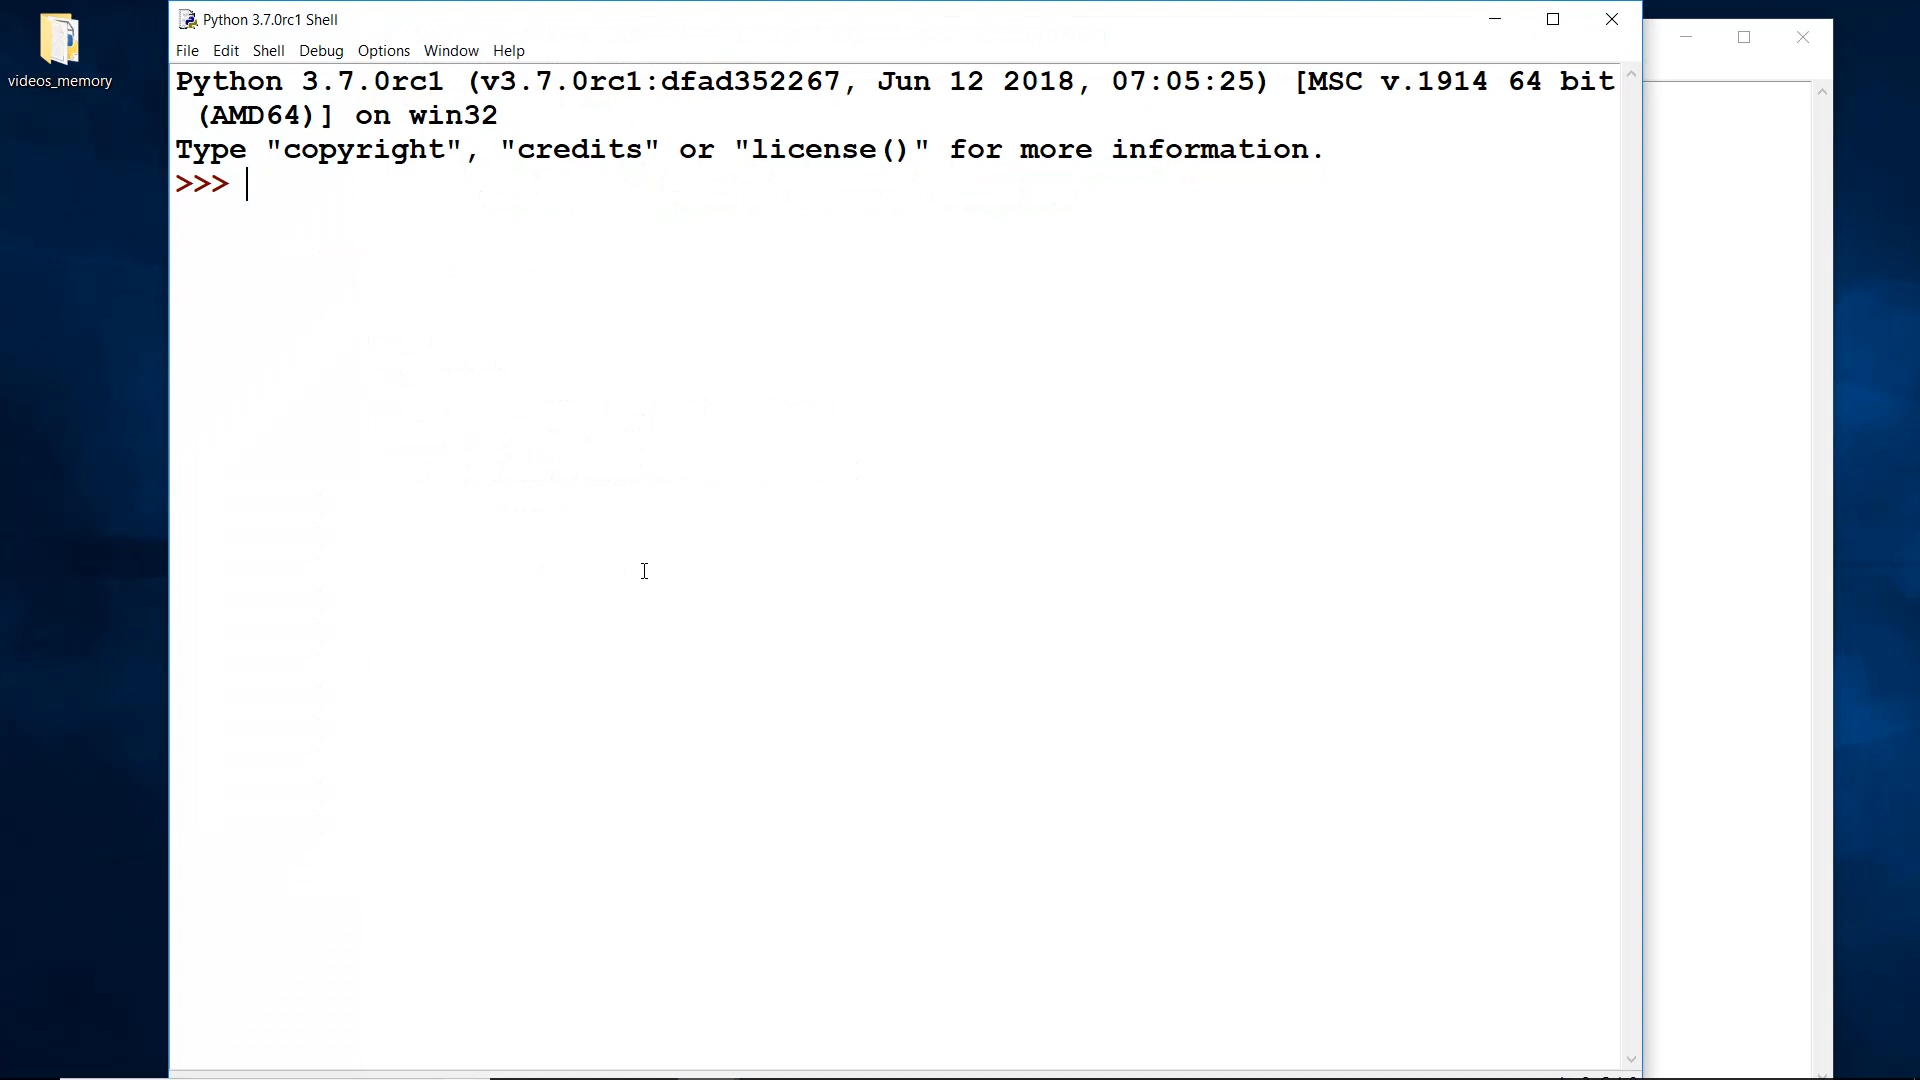 Python 3.7.0rc1 Shell
File Edit Shell Debug Options Window Help
videos_memory
Python 3.7.0rc1 (v3.7.0rc1:dfad352267, Jun 12 2018, 07:05:25) [MSC v.1914 64 bit
(AMD64)] on win32
Type "copyright", "credits" or "license()" for more information.
>>>